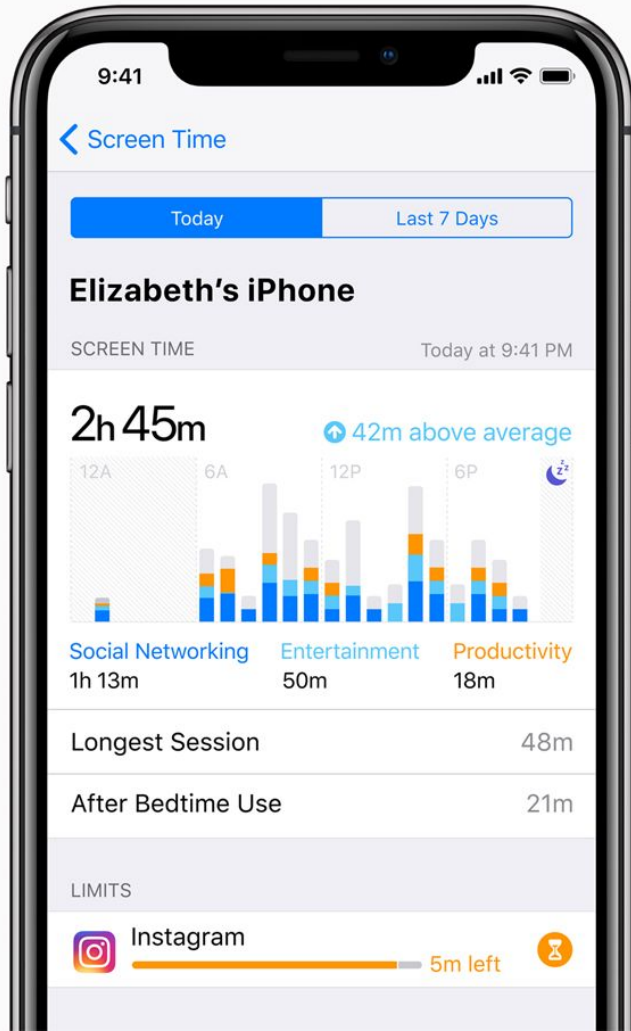 9:41
Screen Time
Today Last 7 Days
Elizabeth’s iPhone
SCREEN TIME Today at 9:41 PM
2h 45m 42m above average
12A 6A 12P 6P zzz
Social Networking Entertainment Productivity
1h 13m 50m 18m
Longest Session 48m
After Bedtime Use 21m
LIMITS
Instagram
5m left